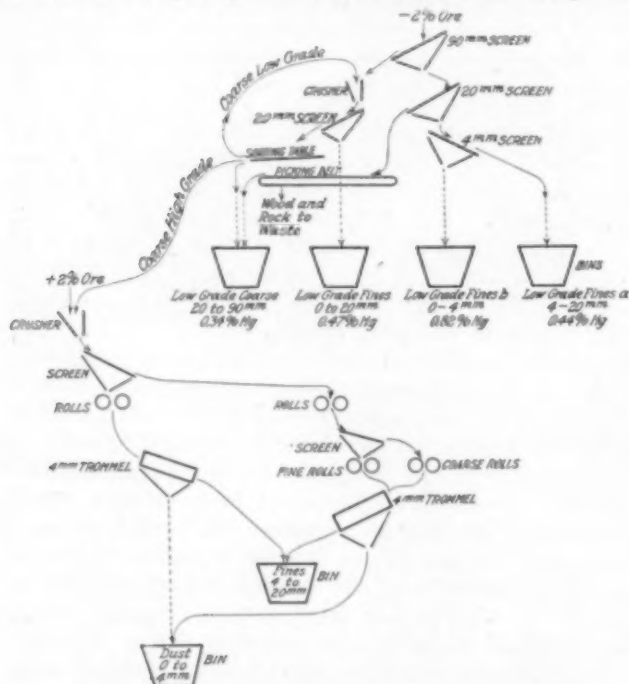 -2% Ore
90mm SCREEN
Coarse Low Grade
CRUSHER
20mm SCREEN
20mm SCREEN
4mm SCREEN
SORTING TABLE
PICKING BELT
Wood and
Rock to
Waste
Coarse High Grade
BINS
Low Grade Coarse
20 to 90mm
0.34% Hg
Low Grade Fines
0 to 20mm
0.47% Hg
Low Grade Fines b
0-4mm
0.82% Hg
Low Grade Fines a
4-20mm
0.44% Hg
+2% Ore
CRUSHER
SCREEN
ROLLS
ROLLS
SCREEN
FINE ROLLS
COARSE ROLLS
4mm TROMMEL
4mm TROMMEL
Fines
4 to
20mm
BIN
Dust
0 to
4mm
BIN